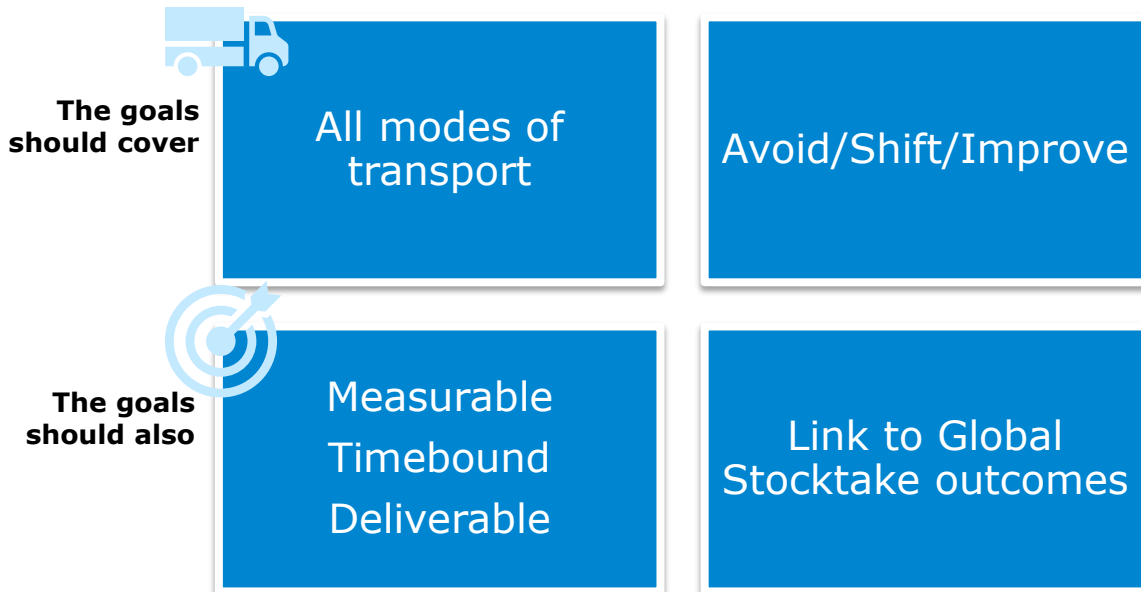 The goals
should cover
All modes of
transport
Avoid/Shift/Improve
The goals
should also
Measurable
Timebound
Deliverable
Link to Global
Stocktake outcomes